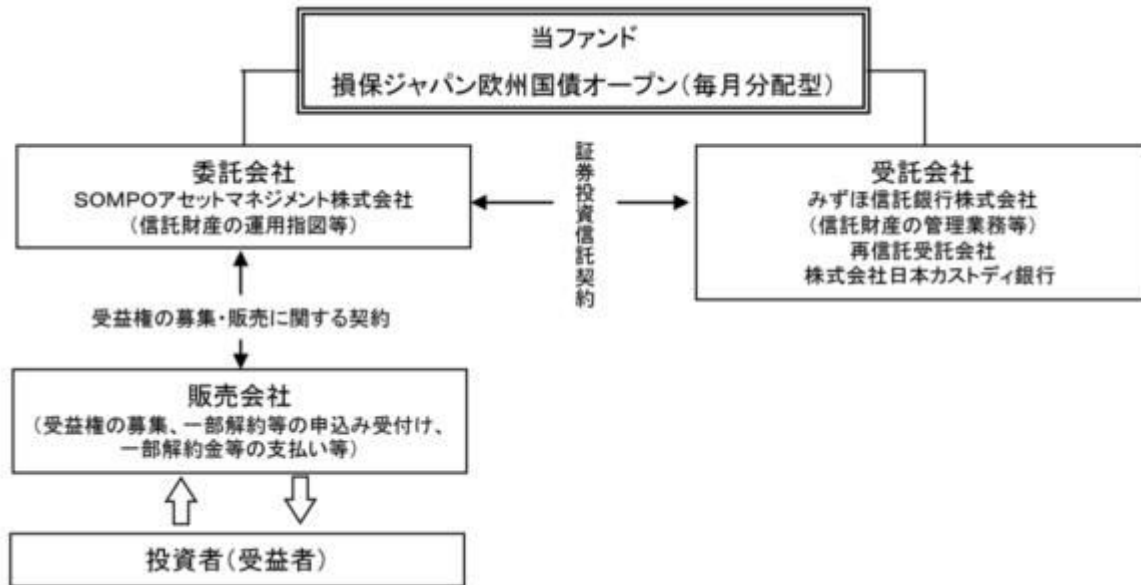 当ファンド
損保ジャパン欧州国債オープン(毎月分配型)
委託会社
SOMPOアセットマネジメント株式会社
(信託財産の運用指図等)
証券投資信託契約
受託会社
みずほ信託銀行株式会社
(信託財産の管理業務等)
再信託受託会社
株式会社日本カストディ銀行
受益権の募集・販売に関する契約
販売会社
(受益権の募集、一部解約等の申込み受付け、
一部解約金等の支払い等)
投資者(受益者)